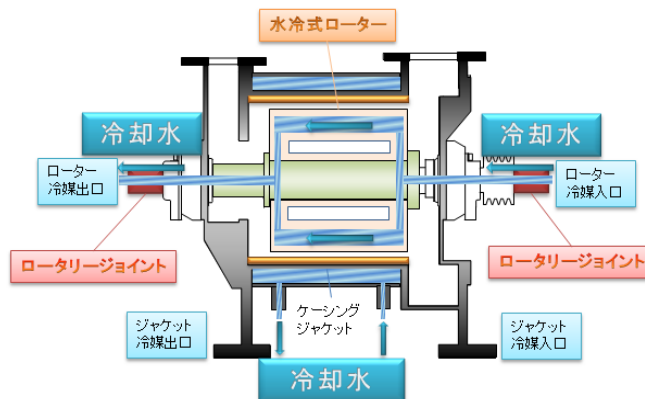 水冷式ローター
冷却水
冷却水
ローター
冷媒出口
ローター
冷媒入口
ロータリージョイント
ロータリージョイント
ケーシング
ジャケット
ジャケット
冷媒出口
ジャケット
冷媒入口
冷却水